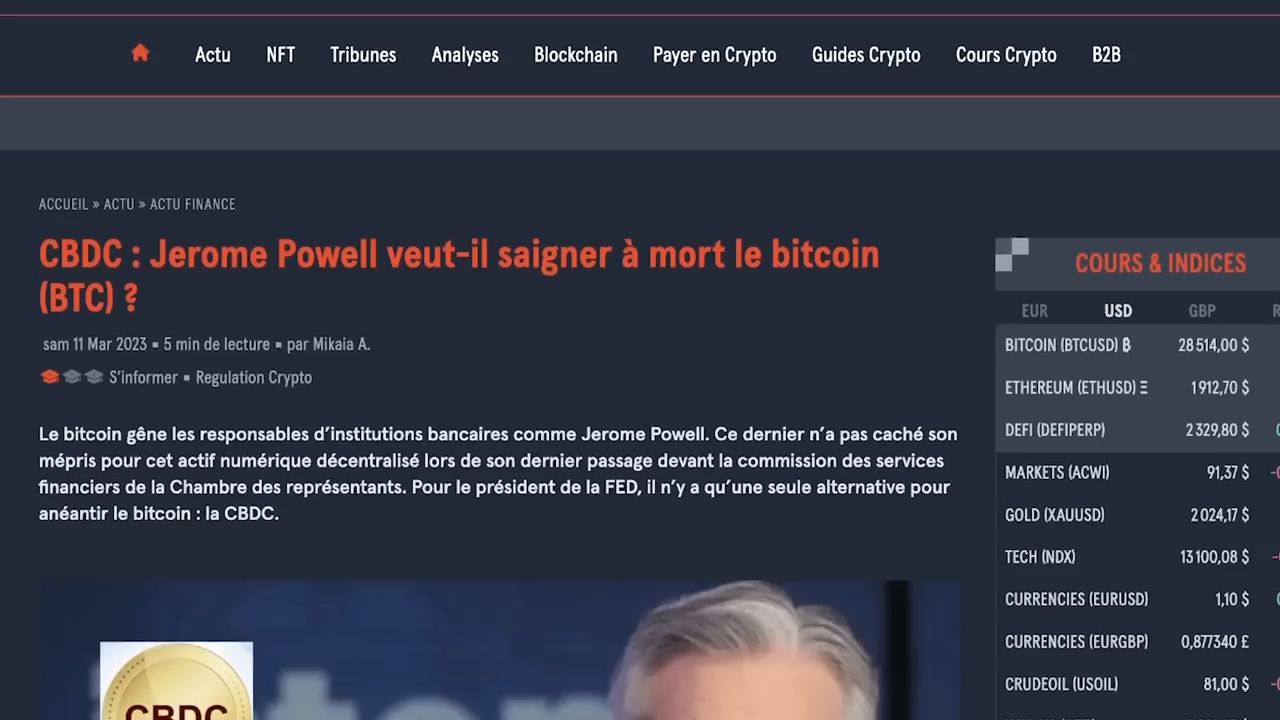 Actu NFT Tribunes Analyses Blockchain Payer en Crypto Guides Crypto Cours Crypto B2B
ACCUEIL » ACTU » ACTU FINANCE
CBDC : Jerome Powell veut-il saigner à mort le bitcoin
(BTC) ?
sam 11 Mar 2023 ▪ 5 min de lecture ▪ par Mikaia A.
S'informer ▪ Regulation Crypto
Le bitcoin gêne les responsables d’institutions bancaires comme Jerome Powell. Ce dernier n’a pas caché son
mépris pour cet actif numérique décentralisé lors de son dernier passage devant la commission des services
financiers de la Chambre des représentants. Pour le président de la FED, il n’y a qu’une seule alternative pour
anéantir le bitcoin : la CBDC.
CBDC
COURS & INDICES
EUR USD GBP
BITCOIN (BTCUSD) ₿ 28 514,00 $
ETHEREUM (ETHUSD) Ξ 1 912,70 $
DEFI (DEFIPERP) 2 329,80 $
MARKETS (ACWI) 91,37 $
GOLD (XAUUSD) 2 024,17 $
TECH (NDX) 13 100,08 $
CURRENCIES (EURUSD) 1,10 $
CURRENCIES (EURGBP) 0,877340 £
CRUDEOIL (USOIL) 81,00 $